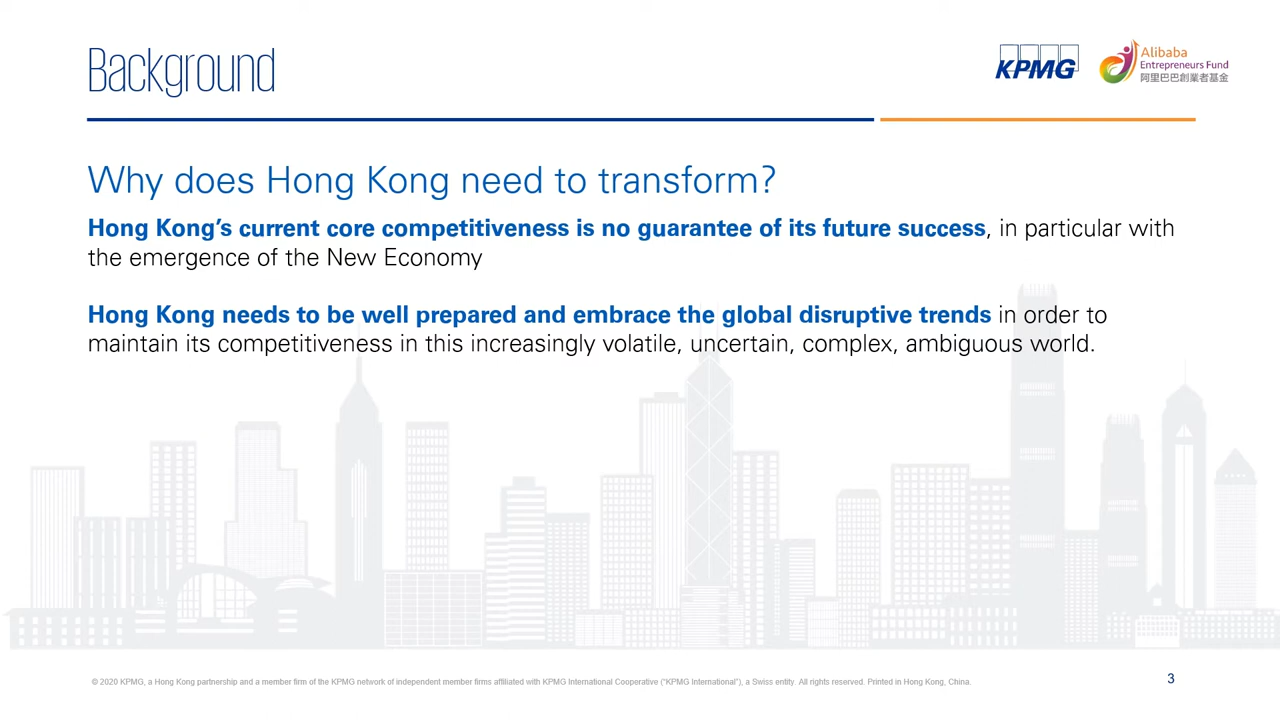 Background
KPMG
Alibaba
Entrepreneurs Fund
阿里巴巴創業者基金
Why does Hong Kong need to transform?
Hong Kong’s current core competitiveness is no guarantee of its future success, in particular with
the emergence of the New Economy
Hong Kong needs to be well prepared and embrace the global disruptive trends in order to
maintain its competitiveness in this increasingly volatile, uncertain, complex, ambiguous world.
© 2020 KPMG, a Hong Kong partnership and a member firm of the KPMG network of independent member firms affiliated with KPMG International Cooperative ("KPMG International"), a Swiss entity. All rights reserved. Printed in Hong Kong, China.
3